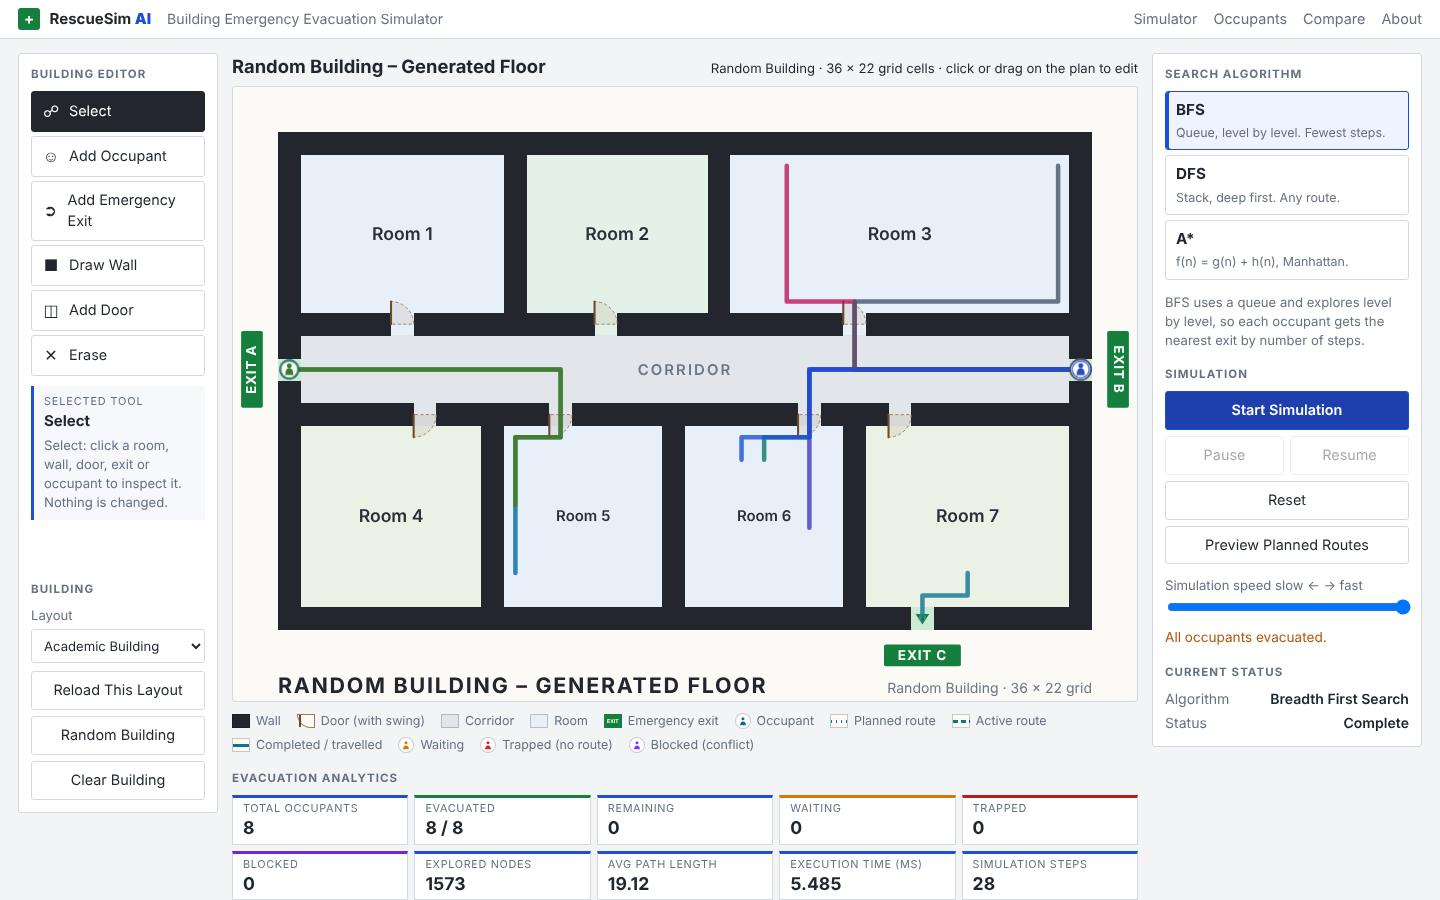 RescueSim AI
Building Emergency Evacuation Simulator
Simulator
Occupants
Compare
About
BUILDING EDITOR
Select
Add Occupant
Add Emergency
Exit
Draw Wall
Add Door
Erase
SELECTED TOOL
Select
Select: click a room,
wall, door, exit or
occupant to inspect it.
Nothing is changed.
BUILDING
Layout
Academic Building
Reload This Layout
Random Building
Clear Building
Random Building – Generated Floor
Random Building · 36 × 22 grid cells · click or drag on the plan to edit
Room 1
Room 2
Room 3
EXIT A
CORRIDOR
EXIT B
Room 4
Room 5
Room 6
Room 7
EXIT C
RANDOM BUILDING – GENERATED FLOOR
Random Building · 36 × 22 grid
Wall
Door (with swing)
Corridor
Room
EXIT
Emergency exit
Occupant
Planned route
Active route
Completed / travelled
Waiting
Trapped (no route)
Blocked (conflict)
EVACUATION ANALYTICS
TOTAL OCCUPANTS
8
EVACUATED
8 / 8
REMAINING
0
WAITING
0
TRAPPED
0
BLOCKED
0
EXPLORED NODES
1573
AVG PATH LENGTH
19.12
EXECUTION TIME (MS)
5.485
SIMULATION STEPS
28
SEARCH ALGORITHM
BFS
Queue, level by level. Fewest steps.
DFS
Stack, deep first. Any route.
A*
f(n) = g(n) + h(n), Manhattan.
BFS uses a queue and explores level
by level, so each occupant gets the
nearest exit by number of steps.
SIMULATION
Start Simulation
Pause
Resume
Reset
Preview Planned Routes
Simulation speed slow ← → fast
All occupants evacuated.
CURRENT STATUS
Algorithm
Breadth First Search
Status
Complete